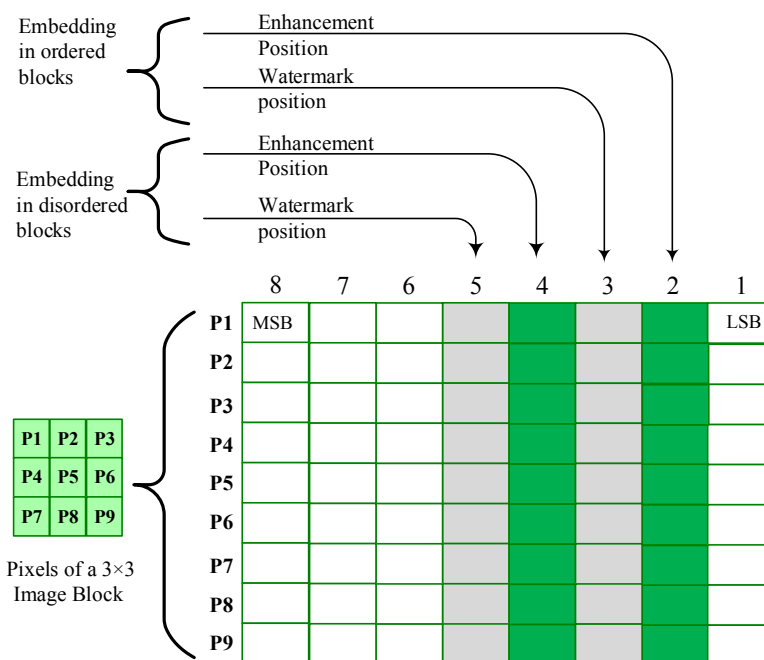 Embedding
in ordered
blocks
Enhancement
Position
Watermark
position
Embedding
in disordered
blocks
Enhancement
Position
Watermark
position
8 7 6 5 4 3 2 1
P1 MSB LSB
P2
P3
P4
P5
P6
P7
P8
P9
P1 P2 P3
P4 P5 P6
P7 P8 P9
Pixels of a 3×3
Image Block